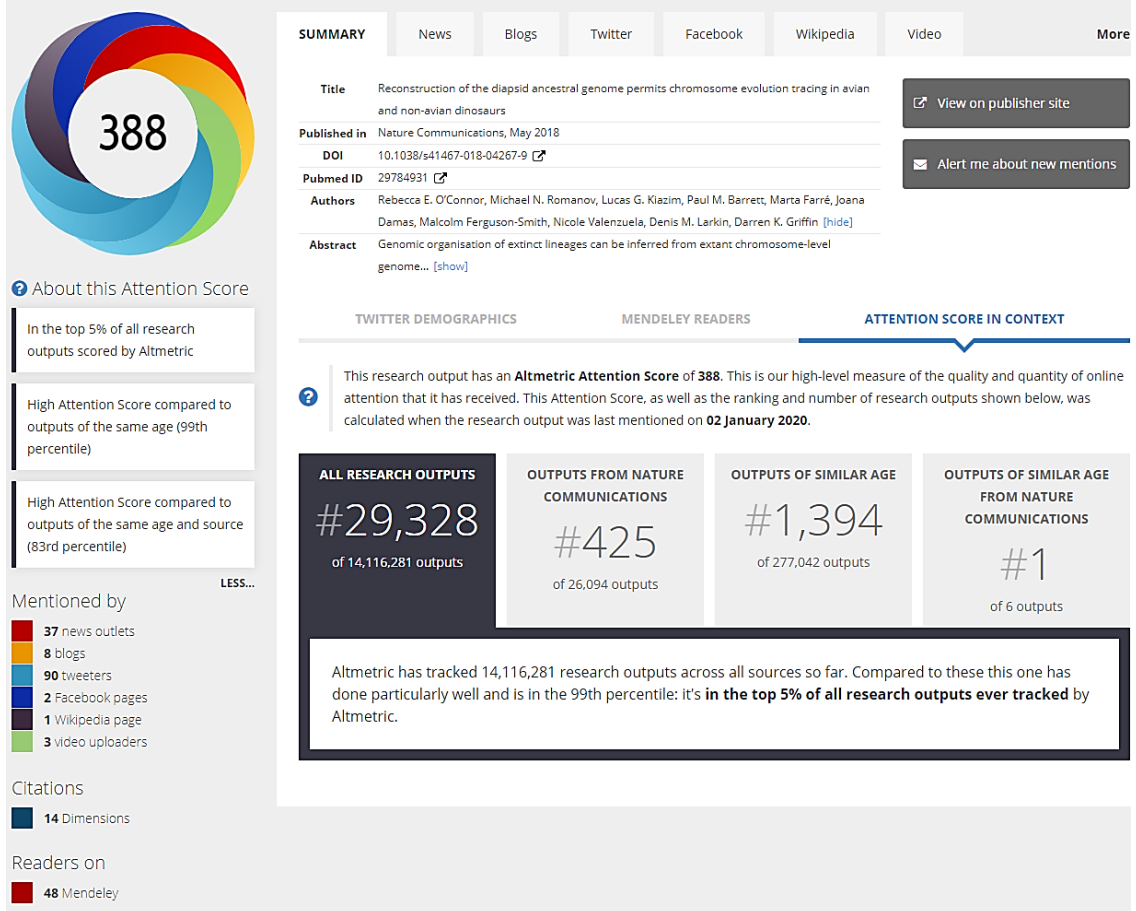 388
About this Attention Score
In the top 5% of all research
outputs scored by Altmetric
High Attention Score compared to
outputs of the same age (99th
percentile)
High Attention Score compared to
outputs of the same age and source
(83rd percentile)
LESS...
Mentioned by
37 news outlets
8 blogs
90 tweeters
2 Facebook pages
1 Wikipedia page
3 video uploaders
Citations
14 Dimensions
Readers on
48 Mendeley
SUMMARY News Blogs Twitter Facebook Wikipedia Video More
Title Reconstruction of the diapsid ancestral genome permits chromosome evolution tracing in avian
and non-avian dinosaurs
Published in Nature Communications, May 2018
DOI 10.1038/s41467-018-04267-9
Pubmed ID 29784931
Authors Rebecca E. O'Connor, Michael N. Romanov, Lucas G. Kiazim, Paul M. Barrett, Marta Farré, Joana
Damas, Malcolm Ferguson-Smith, Nicole Valenzuela, Denis M. Larkin, Darren K. Griffin [hide]
Abstract Genomic organisation of extinct lineages can be inferred from extant chromosome-level
genome... [show]
View on publisher site
Alert me about new mentions
TWITTER DEMOGRAPHICS MENDELEY READERS ATTENTION SCORE IN CONTEXT
? This research output has an Altmetric Attention Score of 388. This is our high-level measure of the quality and quantity of online
attention that it has received. This Attention Score, as well as the ranking and number of research outputs shown below, was
calculated when the research output was last mentioned on 02 January 2020.
ALL RESEARCH OUTPUTS
#29,328
of 14,116,281 outputs
OUTPUTS FROM NATURE
COMMUNICATIONS
#425
of 26,094 outputs
OUTPUTS OF SIMILAR AGE
#1,394
of 277,042 outputs
OUTPUTS OF SIMILAR AGE
FROM NATURE
COMMUNICATIONS
#1
of 6 outputs
Altmetric has tracked 14,116,281 research outputs across all sources so far. Compared to these this one has
done particularly well and is in the 99th percentile: it's in the top 5% of all research outputs ever tracked by
Altmetric.